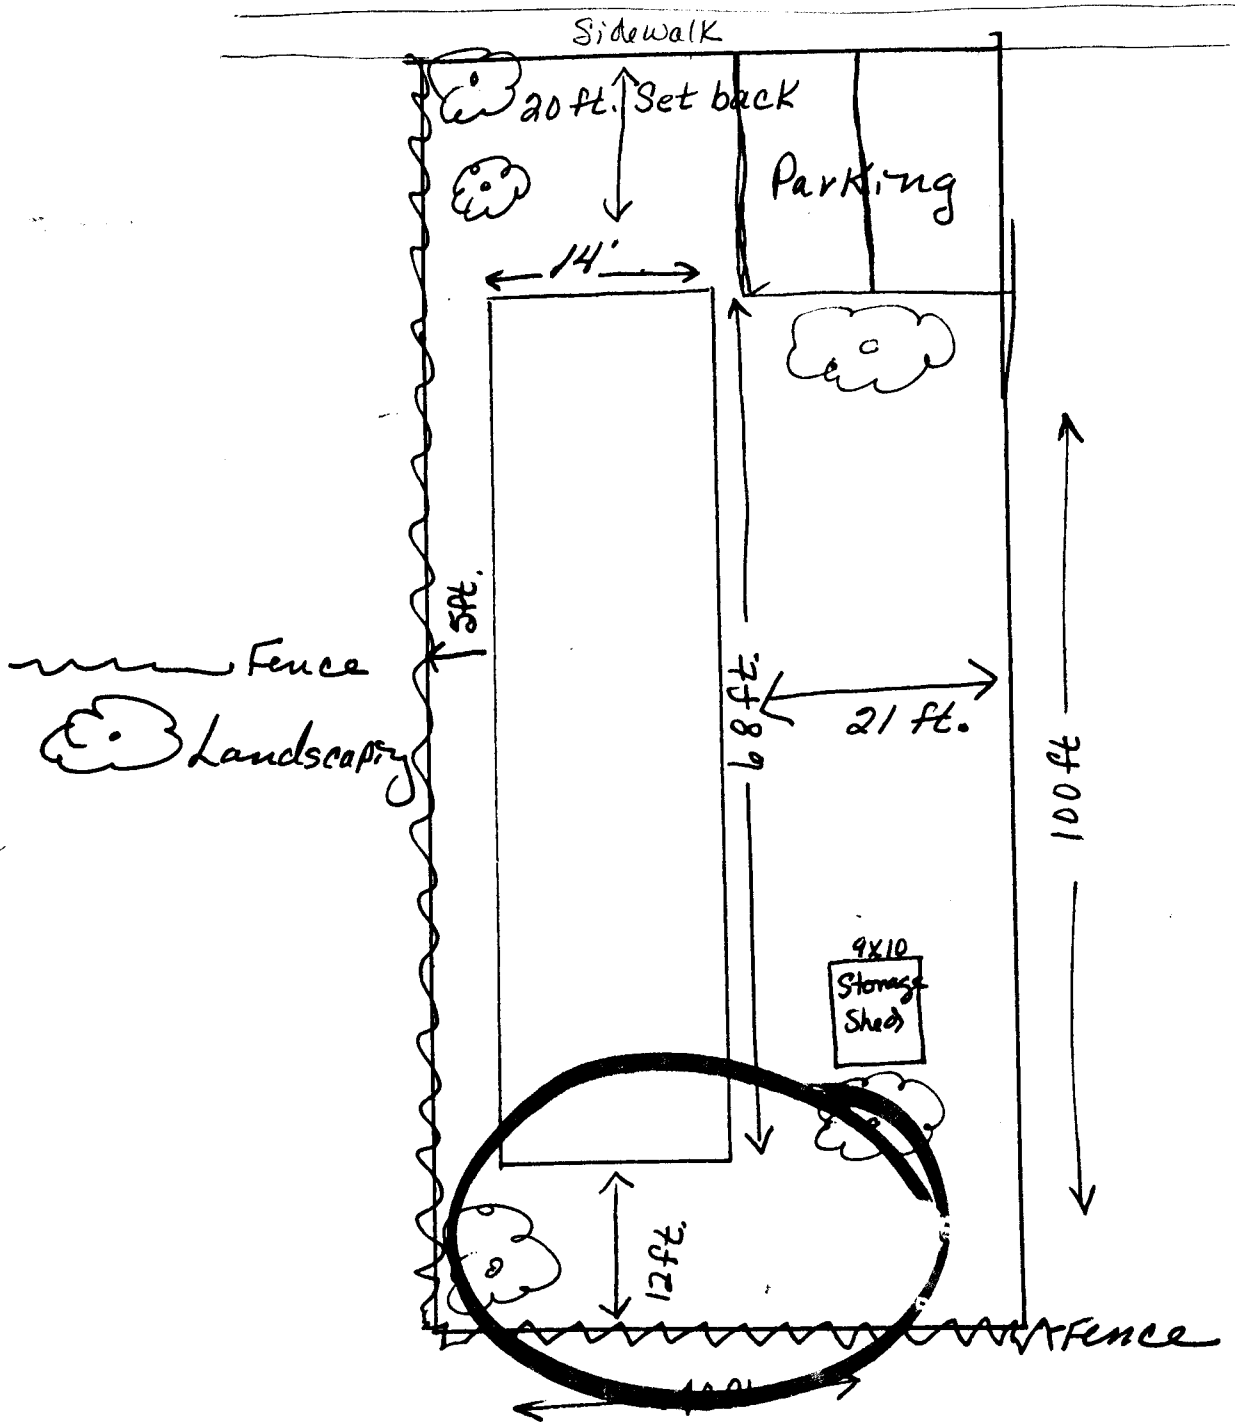 Sidewalk
20 ft. Set back
Parking
14'
5ft.
Fence
68 ft.
21 ft.
Landscaping
100 ft
9X10
Storage
Shed
12 ft.
Fence